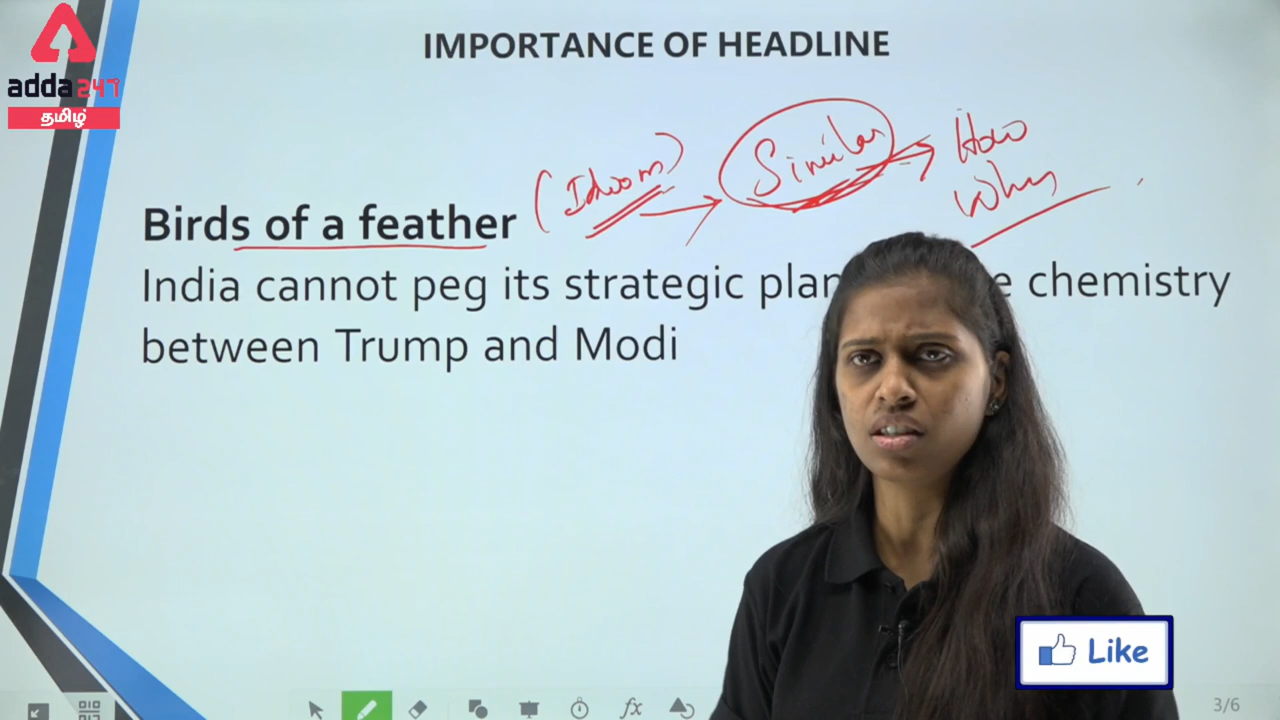 adda247
தமிழ்
IMPORTANCE OF HEADLINE
(Idiom)
Similar
How
Why
Birds of a feather
India cannot peg its strategic plan e chemistry
between Trump and Modi
Like
fx
3/6